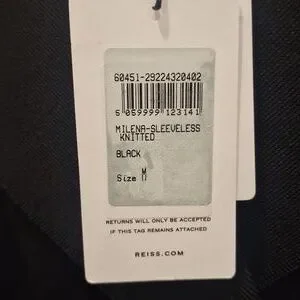 60451-29224320402
5 059999 123141
MILENA-SLEEVELESS
KNITTED
BLACK
Size M
RETURNS WILL ONLY BE ACCEPTED
IF THIS TAG REMAINS ATTACHED
REISS.COM